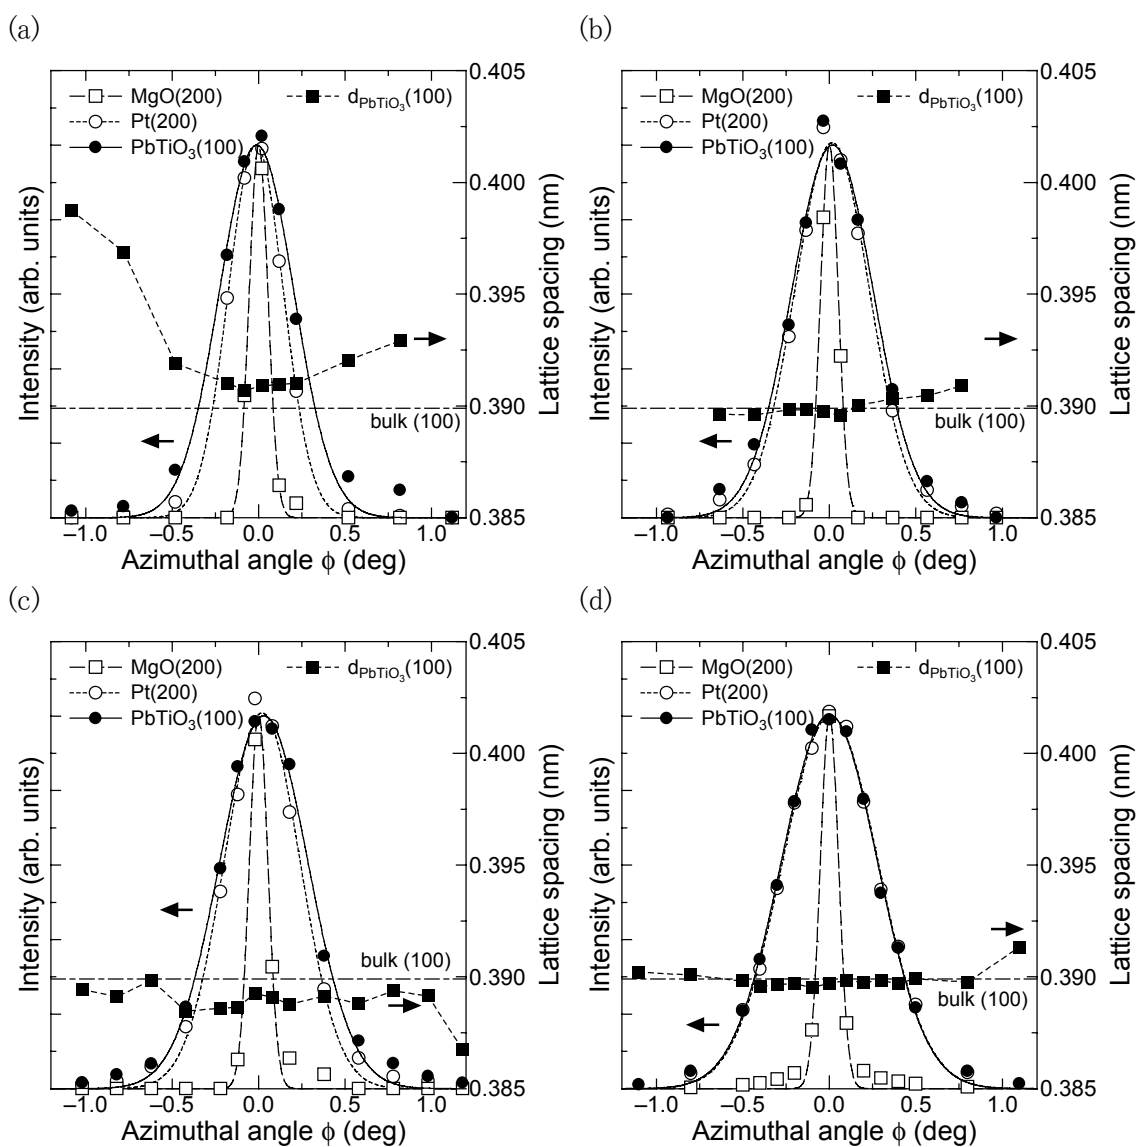 (a)
MgO(200)
Pt(200)
PbTiO₃(100)
d PbTiO₃(100)
bulk (100)
0.405
0.400
0.395
0.390
0.385
−1.0 −0.5 0.0 0.5 1.0
Intensity (arb. units)
Lattice spacing (nm)
Azimuthal angle ϕ (deg)
(b)
MgO(200)
Pt(200)
PbTiO₃(100)
d PbTiO₃(100)
bulk (100)
0.405
0.400
0.395
0.390
0.385
−1.0 −0.5 0.0 0.5 1.0
Intensity (arb. units)
Lattice spacing (nm)
Azimuthal angle ϕ (deg)
(c)
MgO(200)
Pt(200)
PbTiO₃(100)
d PbTiO₃(100)
bulk (100)
0.405
0.400
0.395
0.390
0.385
−1.0 −0.5 0.0 0.5 1.0
Intensity (arb. units)
Lattice spacing (nm)
Azimuthal angle ϕ (deg)
(d)
MgO(200)
Pt(200)
PbTiO₃(100)
d PbTiO₃(100)
bulk (100)
0.405
0.400
0.395
0.390
0.385
−1.0 −0.5 0.0 0.5 1.0
Intensity (arb. units)
Lattice spacing (nm)
Azimuthal angle ϕ (deg)